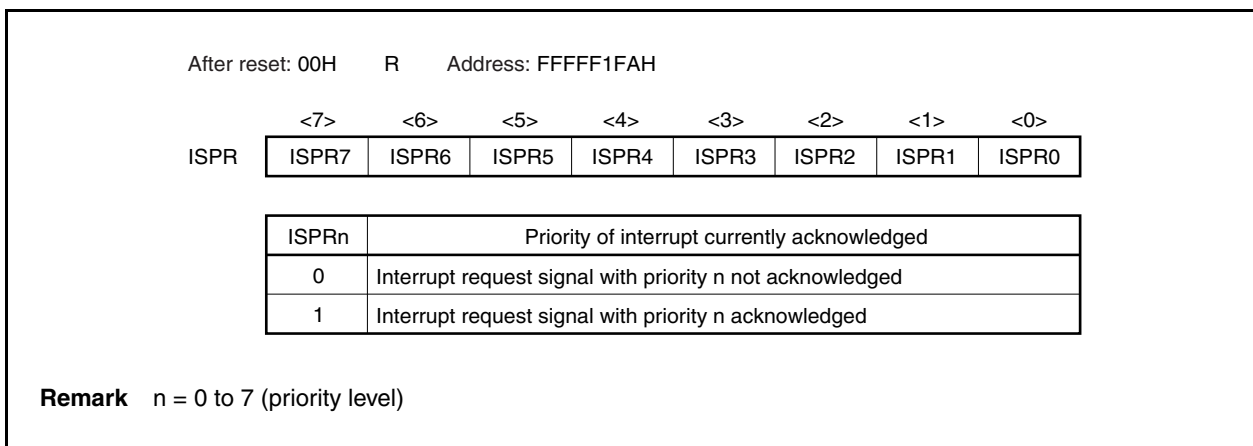 After reset: 00H R Address: FFFFF1FAH
<7> <6> <5> <4> <3> <2> <1> <0>
ISPR ISPR7 ISPR6 ISPR5 ISPR4 ISPR3 ISPR2 ISPR1 ISPR0
ISPRn Priority of interrupt currently acknowledged
0 Interrupt request signal with priority n not acknowledged
1 Interrupt request signal with priority n acknowledged
Remark n = 0 to 7 (priority level)